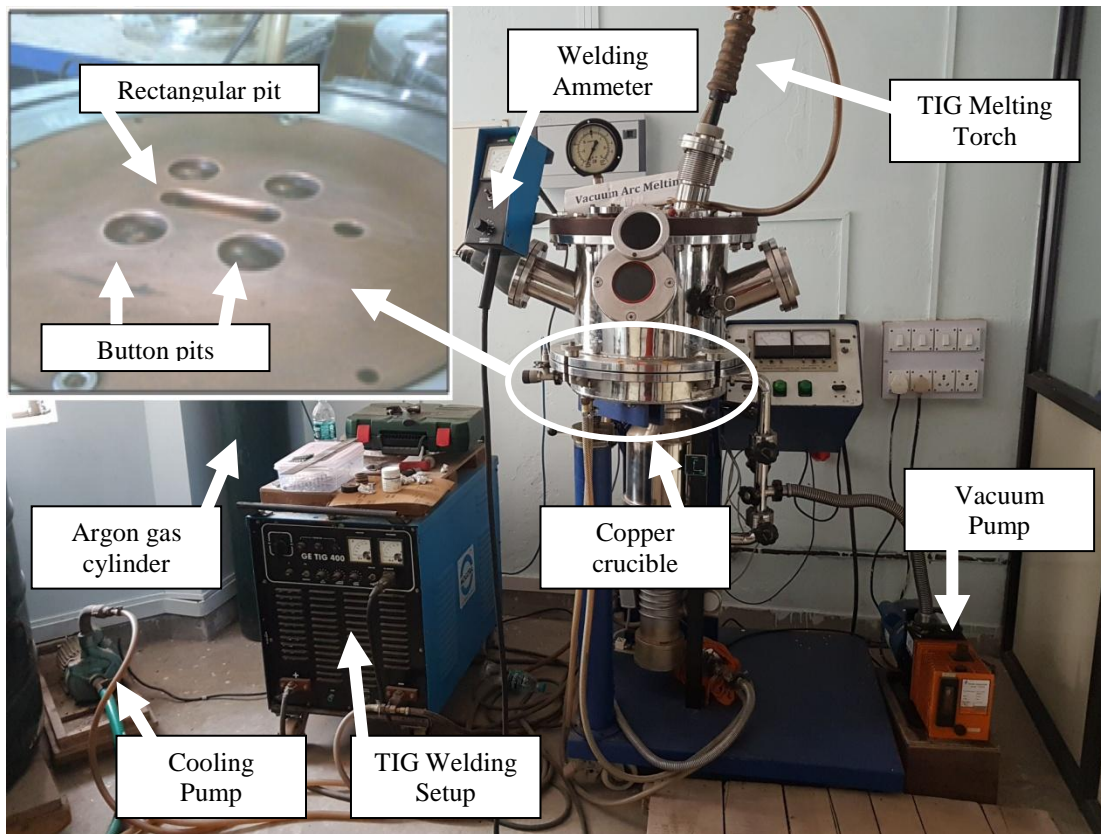 Rectangular pit
Button pits
Welding
Ammeter
TIG Melting
Torch
Vacuum Arc Melting
Argon gas
cylinder
GE TIG 400
Copper
crucible
Vacuum
Pump
Cooling
Pump
TIG Welding
Setup